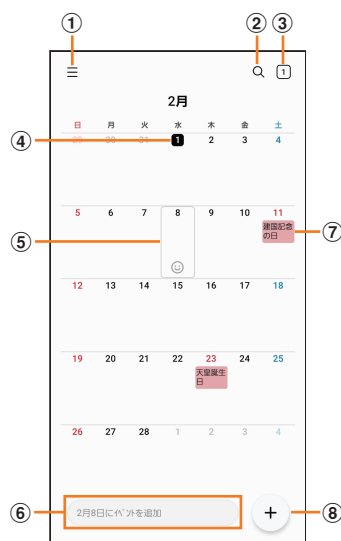 ① ② ③
1
2月
日 月 火 水 木 金 土
④ 29 30 31 1 2 3 4
5 6 7 8 9 10 11
建国記念
の日
⑤ ⑦
12 13 14 15 16 17 18
19 20 21 22 23 24 25
天皇誕生
日
26 27 28 1 2 3 4
⑥ 2月8日にイベントを追加 + ⑧